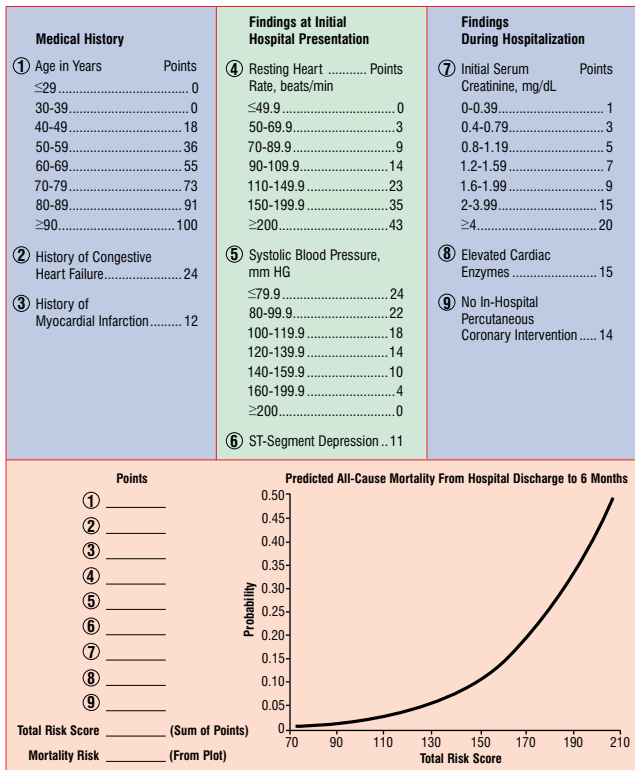 Medical History
① Age in Years Points
≤29..............................0
30-39............................0
40-49..........................18
50-59..........................36
60-69..........................55
70-79..........................73
80-89..........................91
≥90...........................100
② History of Congestive
Heart Failure..................24
③ History of
Myocardial Infarction.........12
Findings at Initial
Hospital Presentation
④ Resting Heart ........... Points
Rate, beats/min
≤49.9.........................0
50-69.9.......................3
70-89.9.......................9
90-109.9...................14
110-149.9.................23
150-199.9.................35
≥200.........................43
⑤ Systolic Blood Pressure,
mm HG
≤79.9.......................24
80-99.9.....................22
100-119.9.................18
120-139.9.................14
140-159.9.................10
160-199.9...................4
≥200...........................0
⑥ ST-Segment Depression..11
Findings
During Hospitalization
⑦ Initial Serum Points
Creatinine, mg/dL
0-0.39..........................1
0.4-0.79.......................3
0.8-1.19.......................5
1.2-1.59.......................7
1.6-1.99.......................9
2-3.99........................15
≥4..............................20
⑧ Elevated Cardiac
Enzymes....................15
⑨ No In-Hospital
Percutaneous
Coronary Intervention.....14
Points
① ________
② ________
③ ________
④ ________
⑤ ________
⑥ ________
⑦ ________
⑧ ________
⑨ ________
Total Risk Score ________ (Sum of Points)
Mortality Risk ________ (From Plot)
Predicted All-Cause Mortality From Hospital Discharge to 6 Months
Probability
0.50
0.45
0.40
0.35
0.30
0.25
0.20
0.15
0.10
0.05
0
70 90 110 130 150 170 190 210
Total Risk Score